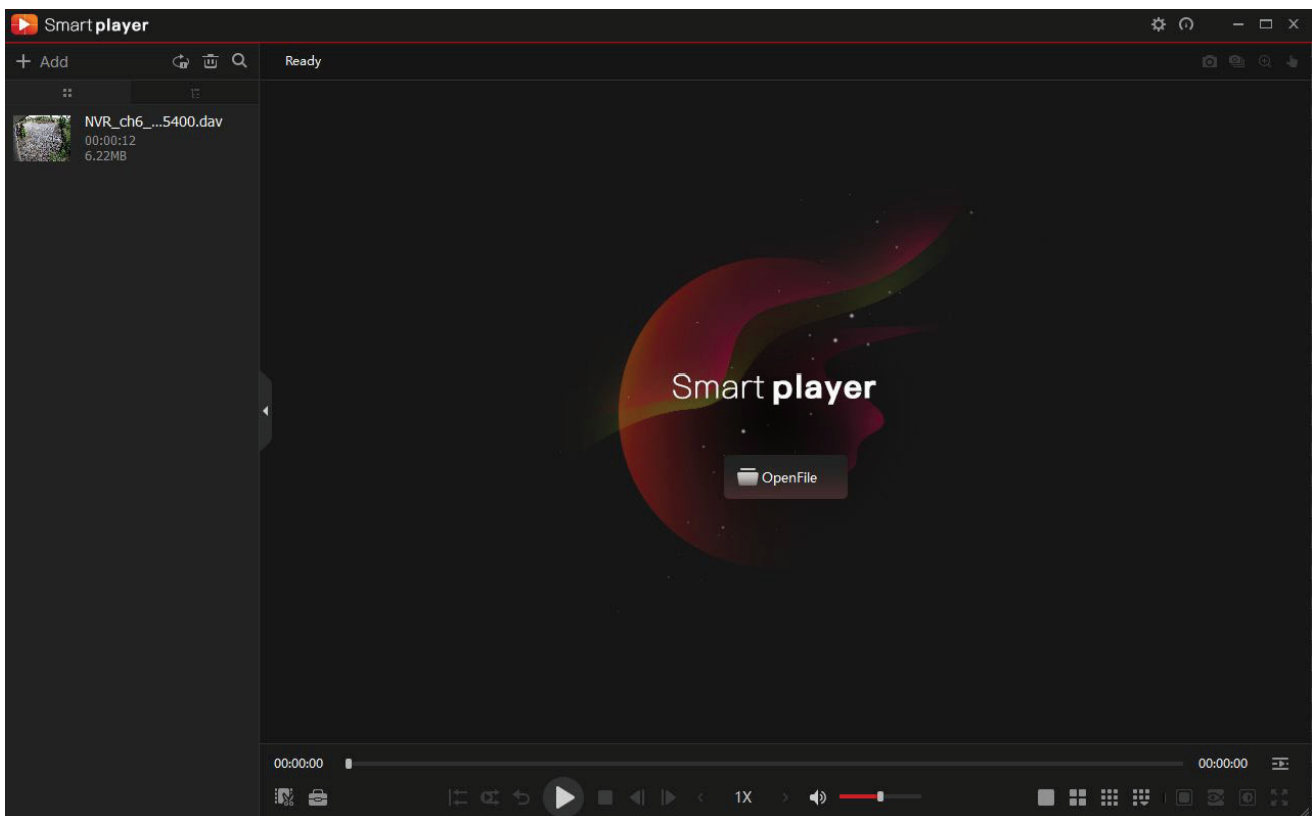 Smart player
+ Add
Ready
NVR_ch6_...5400.dav
00:00:12
6.22MB
Smart player
OpenFile
00:00:00
00:00:00
1X